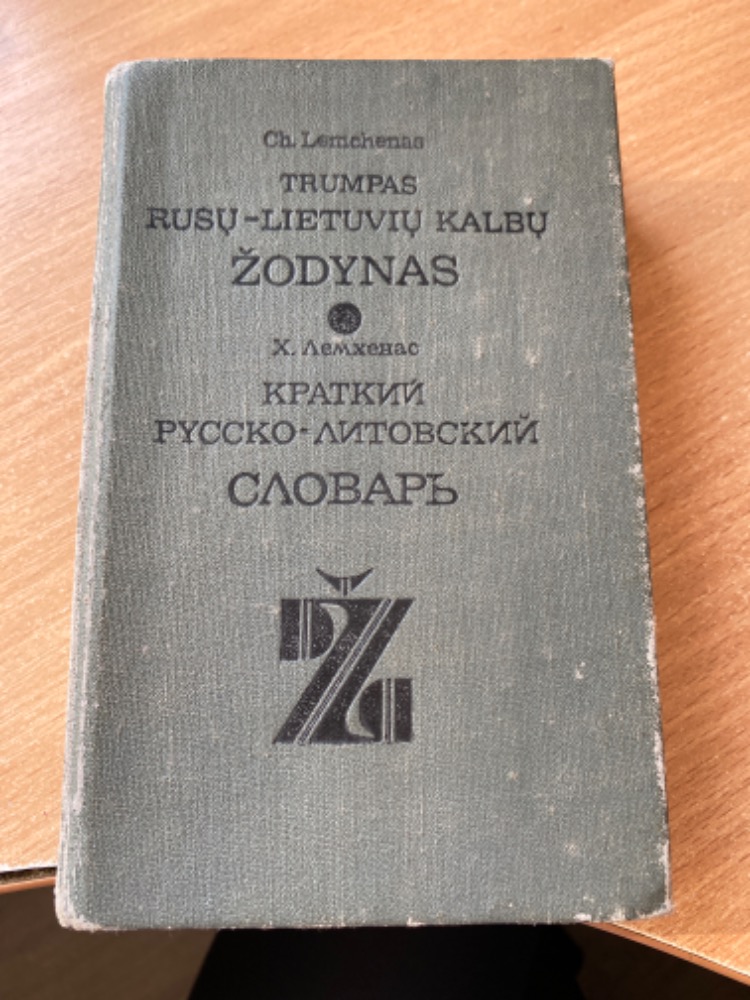 Ch. Lemchenas
TRUMPAS
RUSŲ-LIETUVIŲ KALBŲ
ŽODYNAS
Х. Лемхенас
КРАТКИЙ
РУССКО-ЛИТОВСКИЙ
СЛОВАРЬ
Ž